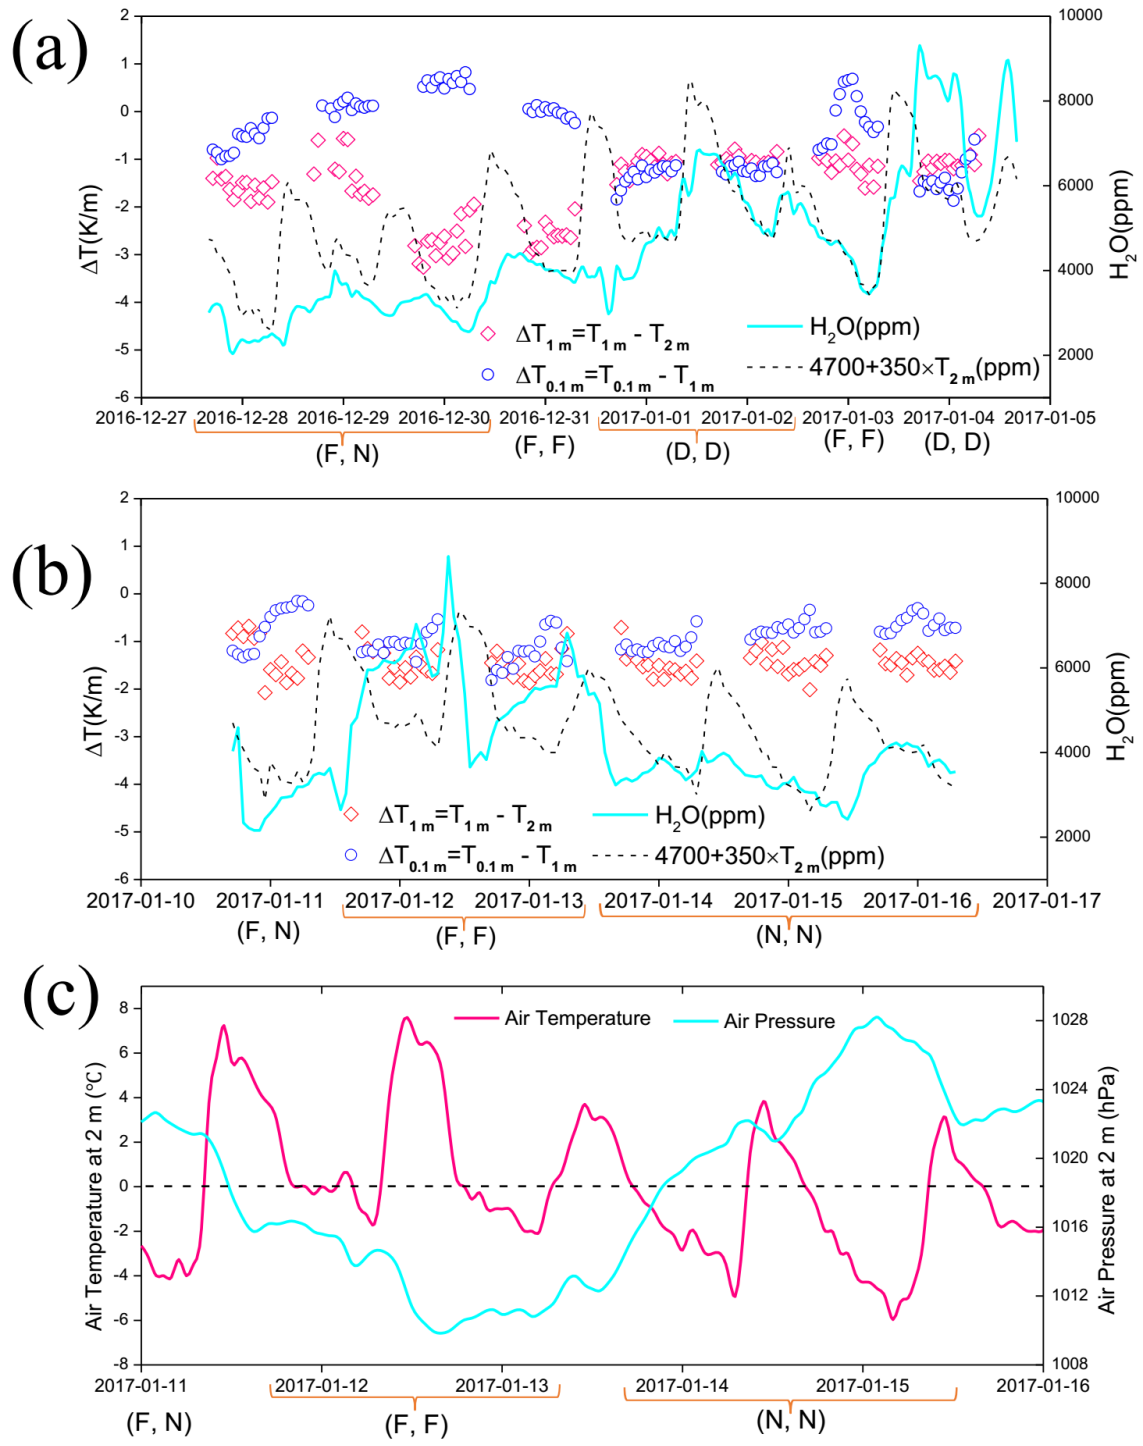 (a)
2
1
0
-1
-2
-3
-4
-5
-6
ΔT(K/m)
10000
8000
6000
4000
2000
H2O(ppm)
ΔT1 m=T1 m - T2 m
H2O(ppm)
ΔT0.1 m=T0.1 m - T1 m
4700+350×T2 m(ppm)
2016-12-27 2016-12-28 2016-12-29 2016-12-30 2016-12-31 2017-01-01 2017-01-02 2017-01-03 2017-01-04 2017-01-05
(F, N) (F, F) (D, D) (F, F) (D, D)
(b)
2
1
0
-1
-2
-3
-4
-5
-6
ΔT(K/m)
10000
8000
6000
4000
2000
H2O(ppm)
ΔT1 m=T1 m - T2 m
H2O(ppm)
ΔT0.1 m=T0.1 m - T1 m
4700+350×T2 m(ppm)
2017-01-10 2017-01-11 2017-01-12 2017-01-13 2017-01-14 2017-01-15 2017-01-16 2017-01-17
(F, N) (F, F) (N, N)
(c)
8
6
4
2
0
-2
-4
-6
-8
Air Temperature at 2 m (℃)
Air Temperature
Air Pressure
1028
1024
1020
1016
1012
1008
Air Pressure at 2 m (hPa)
2017-01-11 2017-01-12 2017-01-13 2017-01-14 2017-01-15 2017-01-16
(F, N) (F, F) (N, N)